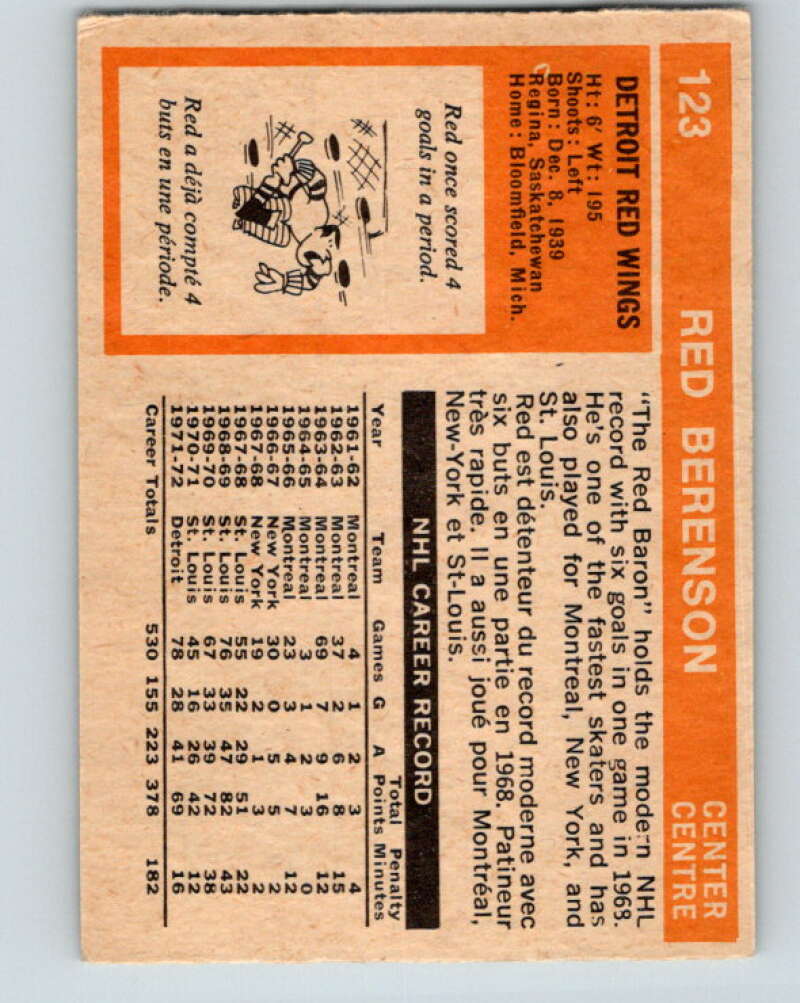 123 RED BERENSON CENTER
CENTRE
DETROIT RED WINGS
Ht: 6' Wt: 195
Shoots: Left
Born: Dec. 8, 1939
Regina, Saskatchewan
Home: Bloomfield, Mich.
Red once scored 4
goals in a period.
Red a déjà compté 4
buts en une période.
"The Red Baron" holds the modern NHL
record with six goals in one game in 1968.
He's one of the fastest skaters and has
also played for Montreal, New York, and
St. Louis.
Red est détenteur du record moderne avec
six buts en une partie en 1968. Patineur
très rapide. Il a aussi joué pour Montréal,
New-York et St-Louis.
NHL CAREER RECORD
Total Penalty
Year Team Games G A Points Minutes
1961-62 Montreal 4 1 2 3 4
1962-63 Montreal 37 2 6 8 15
1963-64 Montreal 69 7 9 16 12
1964-65 Montreal 3 1 2 3 0
1965-66 Montreal 23 3 4 7 12
1966-67 New York 30 0 5 5 2
1967-68 New York 19 2 1 3 2
1967-68 St. Louis 55 22 29 51 22
1968-69 St. Louis 76 35 47 82 43
1969-70 St. Louis 67 33 39 72 38
1970-71 St. Louis 45 16 26 42 12
1971-72 Detroit 78 28 41 69 16
Career Totals 530 155 223 378 182